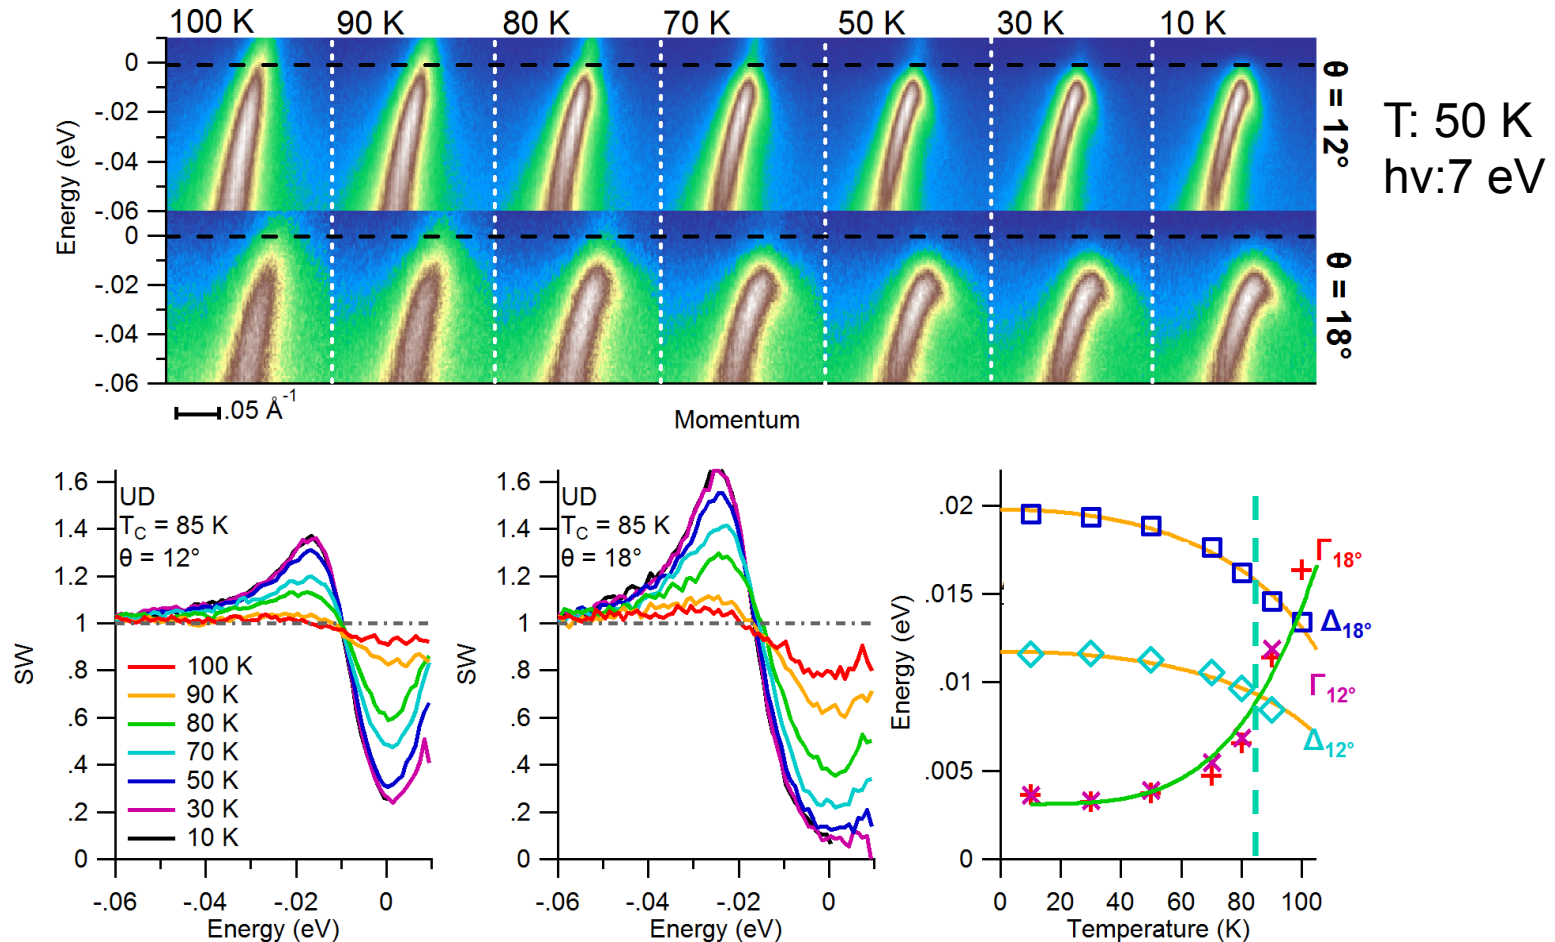 100 K 90 K 80 K 70 K 50 K 30 K 10 K
0
-.02
-.04
-.06
0
-.02
-.04
-.06
Energy (eV)
θ = 12°
θ = 18°
T: 50 K
hν:7 eV
.05 Å⁻¹
Momentum
1.6
1.4
1.2
1
.8
.6
.4
.2
0
SW
UD
T_C = 85 K
θ = 12°
100 K
90 K
80 K
70 K
50 K
30 K
10 K
-.06 -.04 -.02 0
Energy (eV)
1.6
1.4
1.2
1
.8
.6
.4
.2
0
SW
UD
T_C = 85 K
θ = 18°
-.06 -.04 -.02 0
Energy (eV)
.02
.015
.01
.005
0
Energy (eV)
Γ18°
Δ18°
Γ12°
Δ12°
0 20 40 60 80 100
Temperature (K)